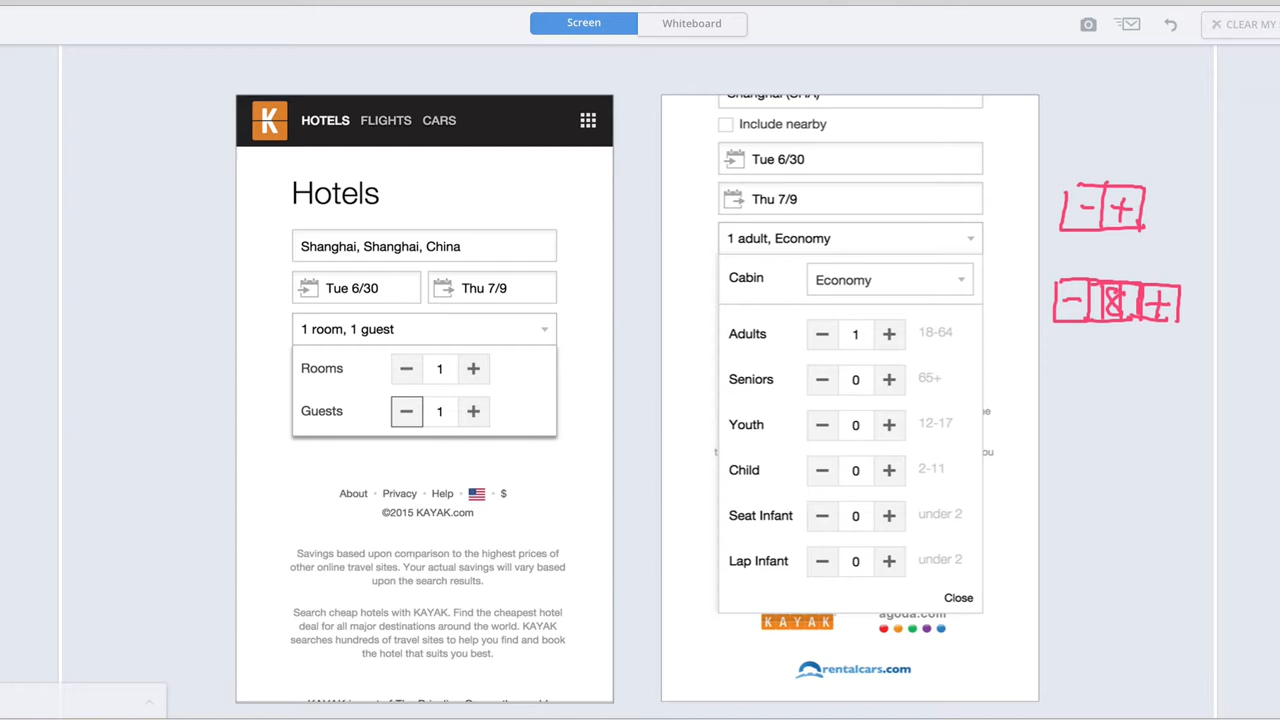 Screen Whiteboard
CLEAR MY
K HOTELS FLIGHTS CARS
Hotels
Shanghai, Shanghai, China
Tue 6/30 Thu 7/9
1 room, 1 guest
Rooms − 1 +
Guests − 1 +
About • Privacy • Help • • $
©2015 KAYAK.com
Savings based upon comparison to the highest prices of
other online travel sites. Your actual savings will vary based
upon the search results.
Search cheap hotels with KAYAK. Find the cheapest hotel
deal for all major destinations around the world. KAYAK
searches hundreds of travel sites to help you find and book
the hotel that suits you best.
Include nearby
Tue 6/30
Thu 7/9
1 adult, Economy
Cabin Economy
Adults − 1 + 18-64
Seniors − 0 + 65+
Youth − 0 + 12-17
Child − 0 + 2-11
Seat Infant − 0 + under 2
Lap Infant − 0 + under 2
Close
KAYAK agoda.com
rentalcars.com
- +
- 8 +